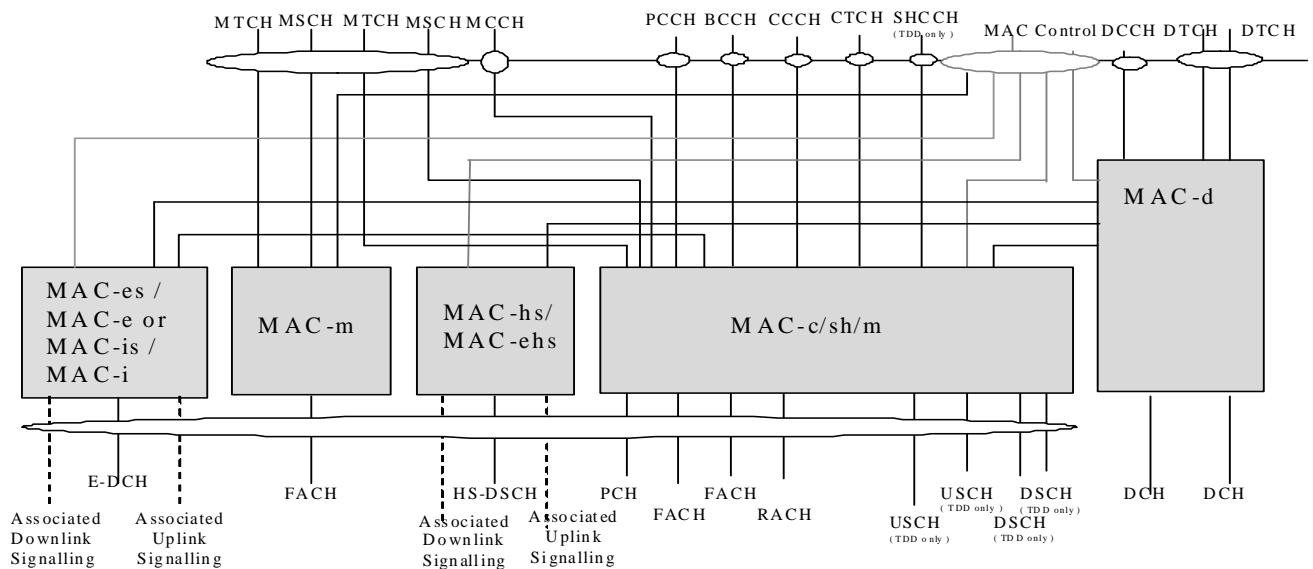 MTCH MSCH MTCH MSCH MCCH PCCH BCCH CCCH CTCH SHCCH MAC Control DCCH DTCH DTCH
(TDD only)
MAC-d
MAC-es /
MAC-e or
MAC-is /
MAC-i
MAC-m
MAC-hs/
MAC-ehs
MAC-c/sh/m
E-DCH
FACH
HS-DSCH
PCH
FACH
FACH
RACH
USCH
(TDD only)
USCH
(TDD only)
DSCH
(TDD only)
DSCH
(TDD only)
DCH
DCH
Associated
Downlink
Signalling
Associated
Uplink
Signalling
Associated
Downlink
Signalling
Associated
Uplink
Signalling